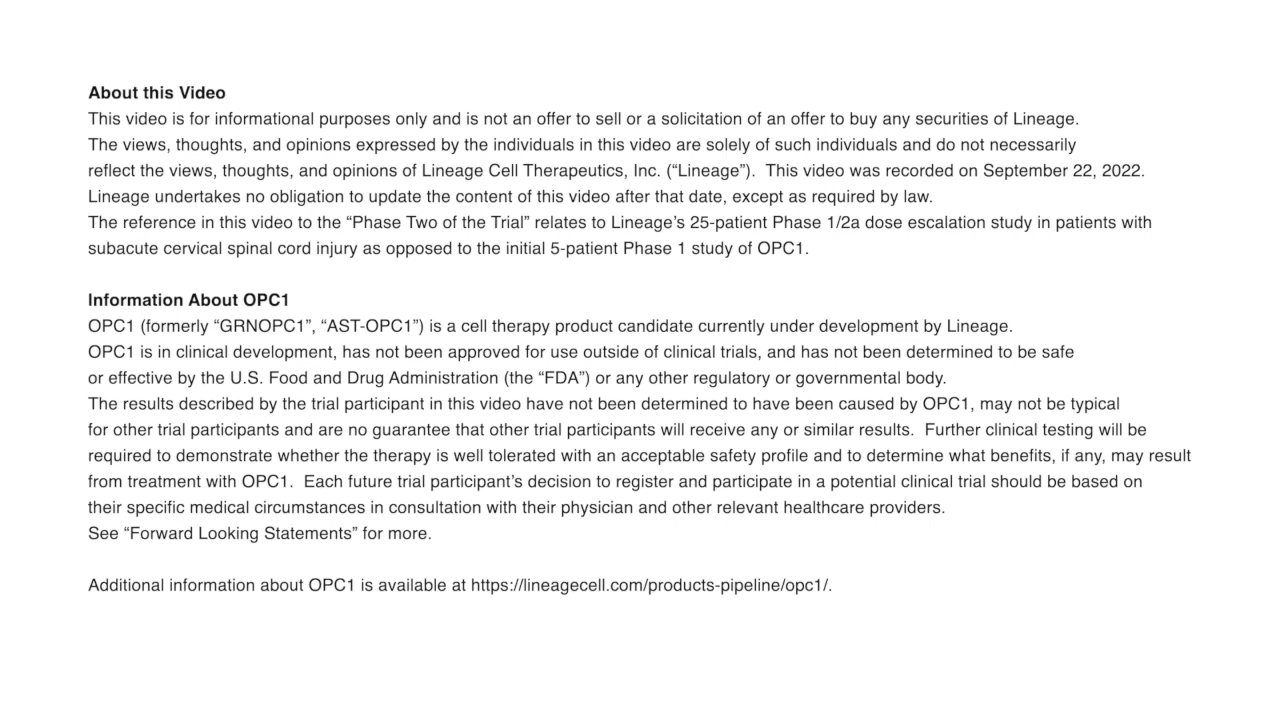 About this Video
This video is for informational purposes only and is not an offer to sell or a solicitation of an offer to buy any securities of Lineage.
The views, thoughts, and opinions expressed by the individuals in this video are solely of such individuals and do not necessarily
reflect the views, thoughts, and opinions of Lineage Cell Therapeutics, Inc. (“Lineage”).  This video was recorded on September 22, 2022.
Lineage undertakes no obligation to update the content of this video after that date, except as required by law.
The reference in this video to the “Phase Two of the Trial” relates to Lineage’s 25-patient Phase 1/2a dose escalation study in patients with
subacute cervical spinal cord injury as opposed to the initial 5-patient Phase 1 study of OPC1.
Information About OPC1
OPC1 (formerly “GRNOPC1”, “AST-OPC1”) is a cell therapy product candidate currently under development by Lineage.
OPC1 is in clinical development, has not been approved for use outside of clinical trials, and has not been determined to be safe
or effective by the U.S. Food and Drug Administration (the “FDA”) or any other regulatory or governmental body.
The results described by the trial participant in this video have not been determined to have been caused by OPC1, may not be typical
for other trial participants and are no guarantee that other trial participants will receive any or similar results.  Further clinical testing will be
required to demonstrate whether the therapy is well tolerated with an acceptable safety profile and to determine what benefits, if any, may result
from treatment with OPC1.  Each future trial participant’s decision to register and participate in a potential clinical trial should be based on
their specific medical circumstances in consultation with their physician and other relevant healthcare providers.
See “Forward Looking Statements” for more.
Additional information about OPC1 is available at https://lineagecell.com/products-pipeline/opc1/.